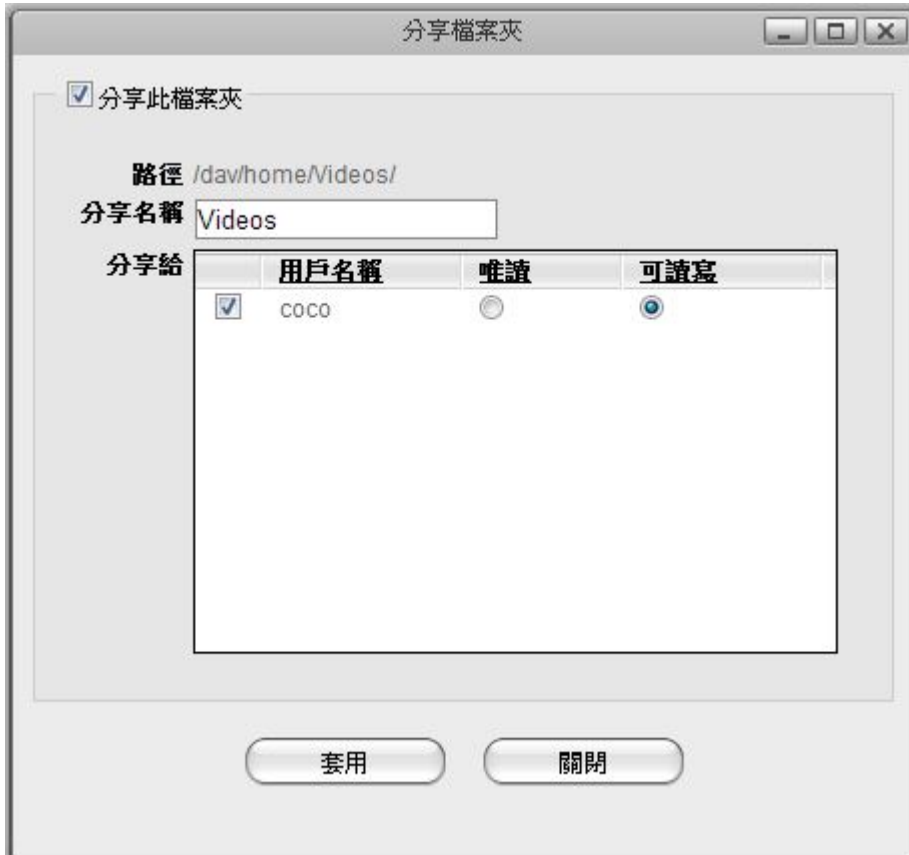 分享檔案夾
分享此檔案夾
路徑 /dav/home/Videos/
分享名稱 Videos
分享給 用戶名稱 唯讀 可讀寫
coco
套用 關閉